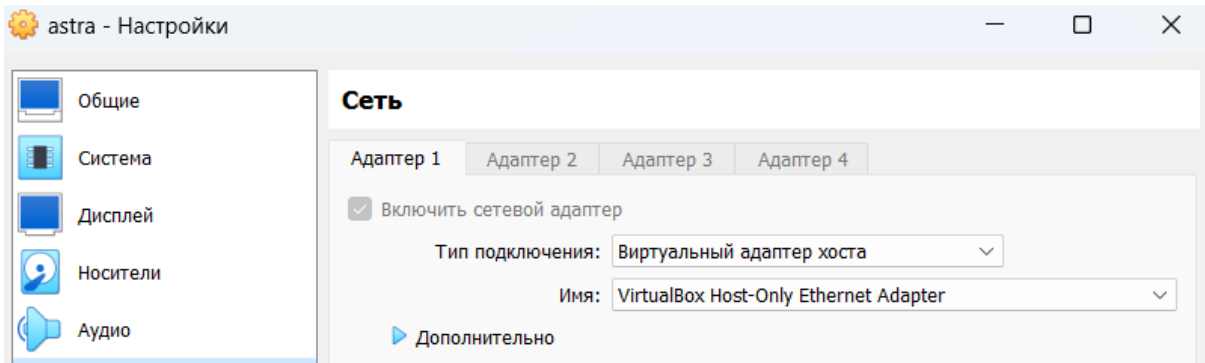 astra - Настройки
Общие
Система
Дисплей
Носители
Аудио
Сеть
Адаптер 1 Адаптер 2 Адаптер 3 Адаптер 4
Включить сетевой адаптер
Тип подключения: Виртуальный адаптер хоста
Имя: VirtualBox Host-Only Ethernet Adapter
Дополнительно